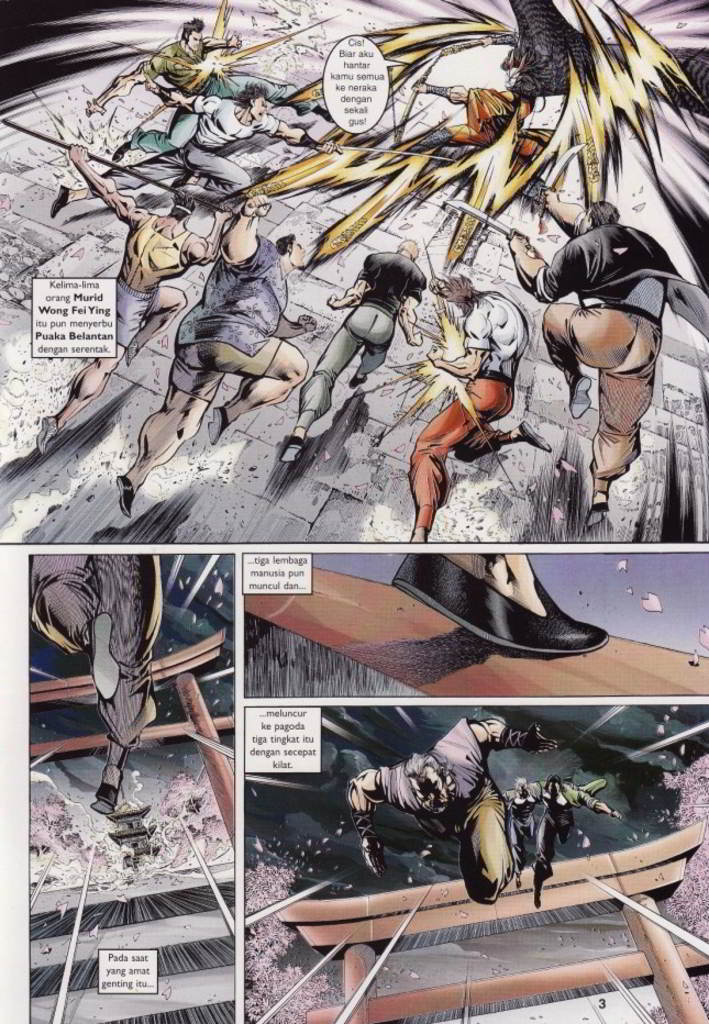 Cis!
Biar aku
hantar
kamu semua
ke neraka
dengan
sekali
gus!
Kelima-lima
orang Murid
Wong Fei Ying
itu pun menyerbu
Puaka Belantan
dengan serentak.
Pada saat
yang amat
genting itu...
...tiga lembaga
manusia pun
muncul dan...
...meluncur
ke pagoda
tiga tingkat itu
dengan secepat
kilat.
3